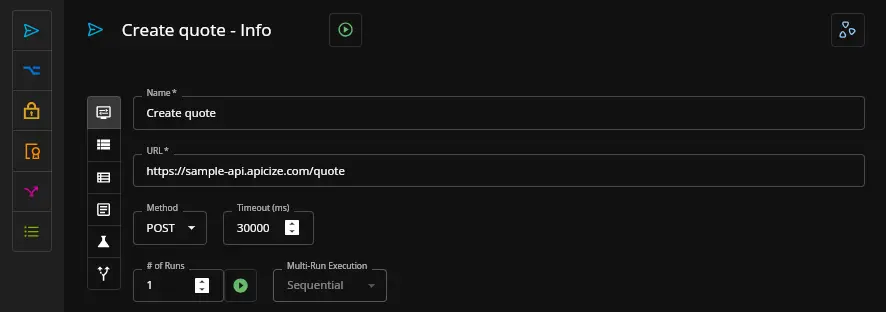 Create quote - Info
Name *
Create quote
URL *
https://sample-api.apicize.com/quote
Method
Timeout (ms)
POST
30000
# of Runs
Multi-Run Execution
1
Sequential